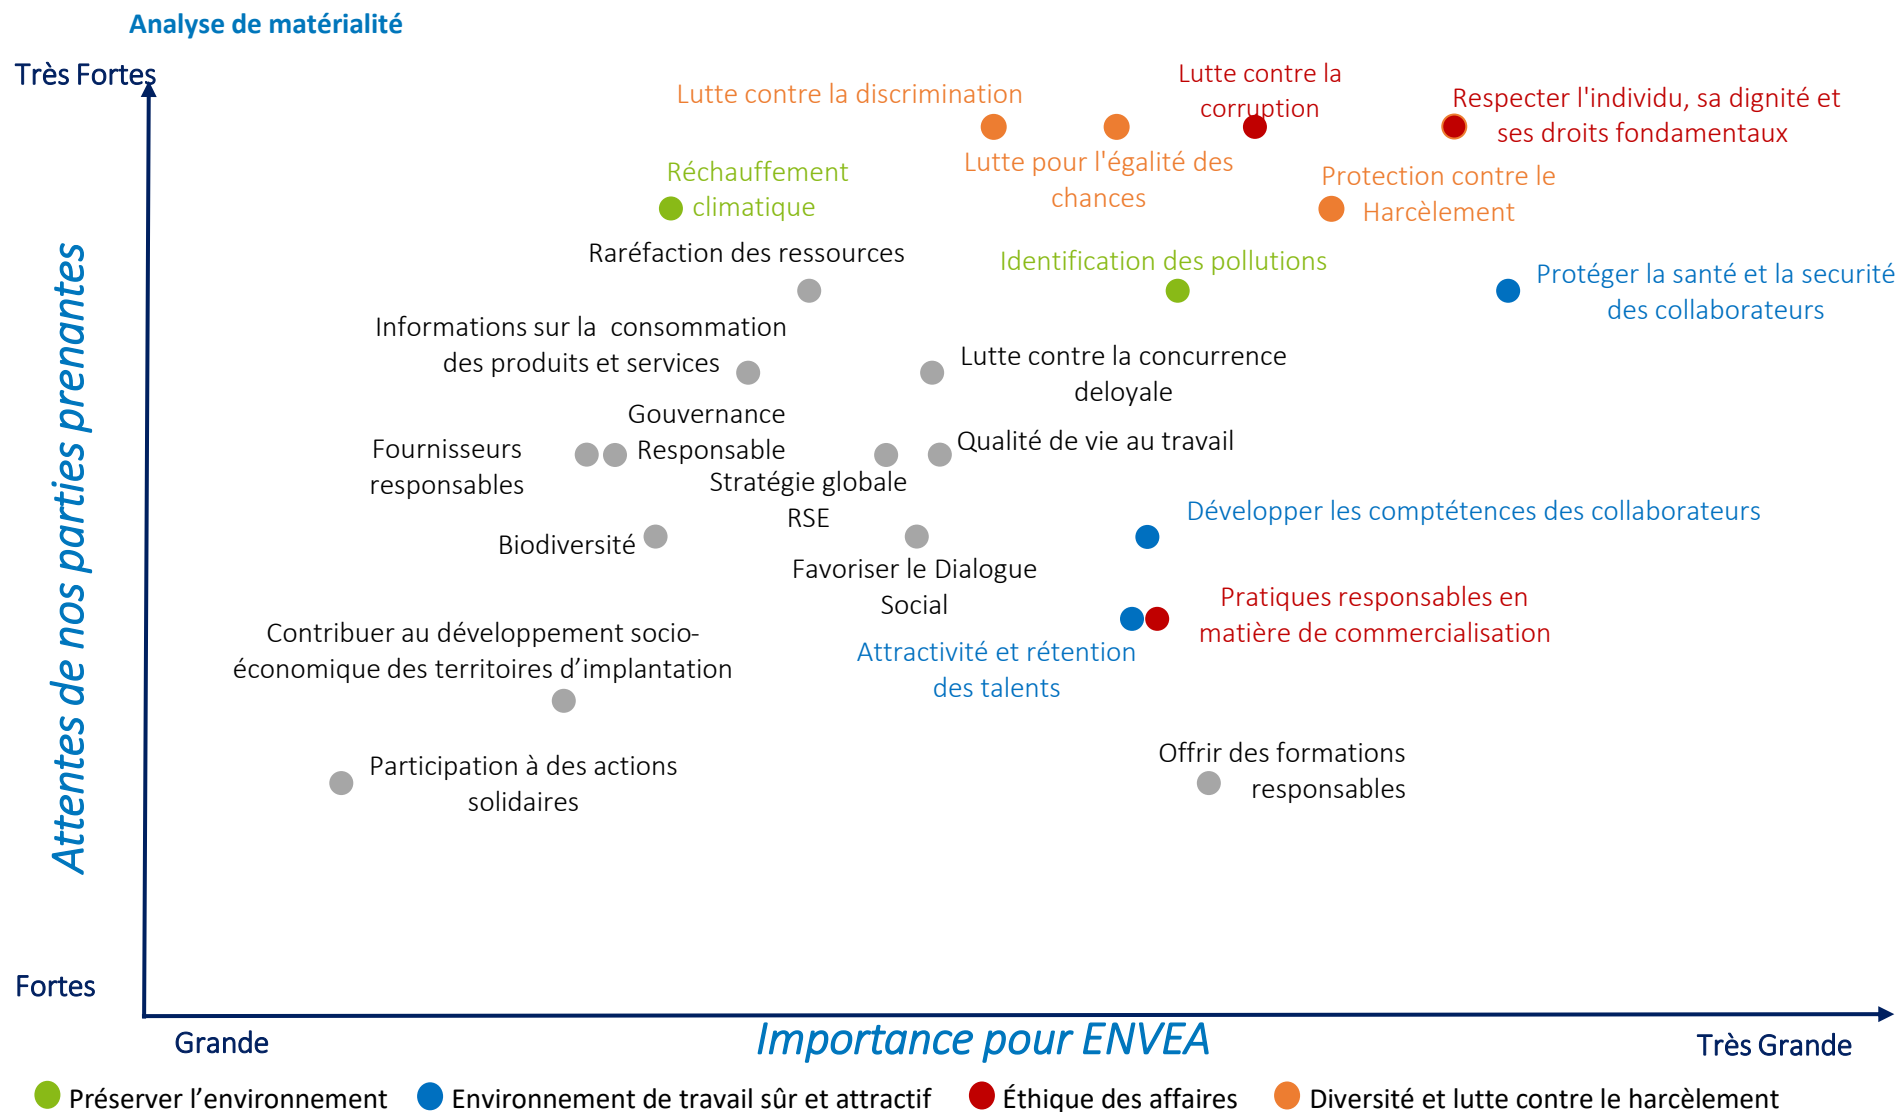 Analyse de matérialité
Très Fortes
Lutte contre la discrimination
Lutte contre la
corruption
Respecter l'individu, sa dignité et
ses droits fondamentaux
Lutte pour l'égalité des
chances
Réchauffement
climatique
Protection contre le
Harcèlement
Raréfaction des ressources
Identification des pollutions
Protéger la santé et la securité
des collaborateurs
Informations sur la consommation
des produits et services
Lutte contre la concurrence
deloyale
Gouvernance
Responsable
Fournisseurs
responsables
Qualité de vie au travail
Stratégie globale
RSE
Développer les comptétences des collaborateurs
Biodiversité
Favoriser le Dialogue
Social
Pratiques responsables en
matière de commercialisation
Contribuer au développement socio-
économique des territoires d’implantation
Attractivité et rétention
des talents
Participation à des actions
solidaires
Offrir des formations
responsables
Attentes de nos parties prenantes
Fortes
Grande
Importance pour ENVEA
Très Grande
Préserver l’environnement
Environnement de travail sûr et attractif
Éthique des affaires
Diversité et lutte contre le harcèlement